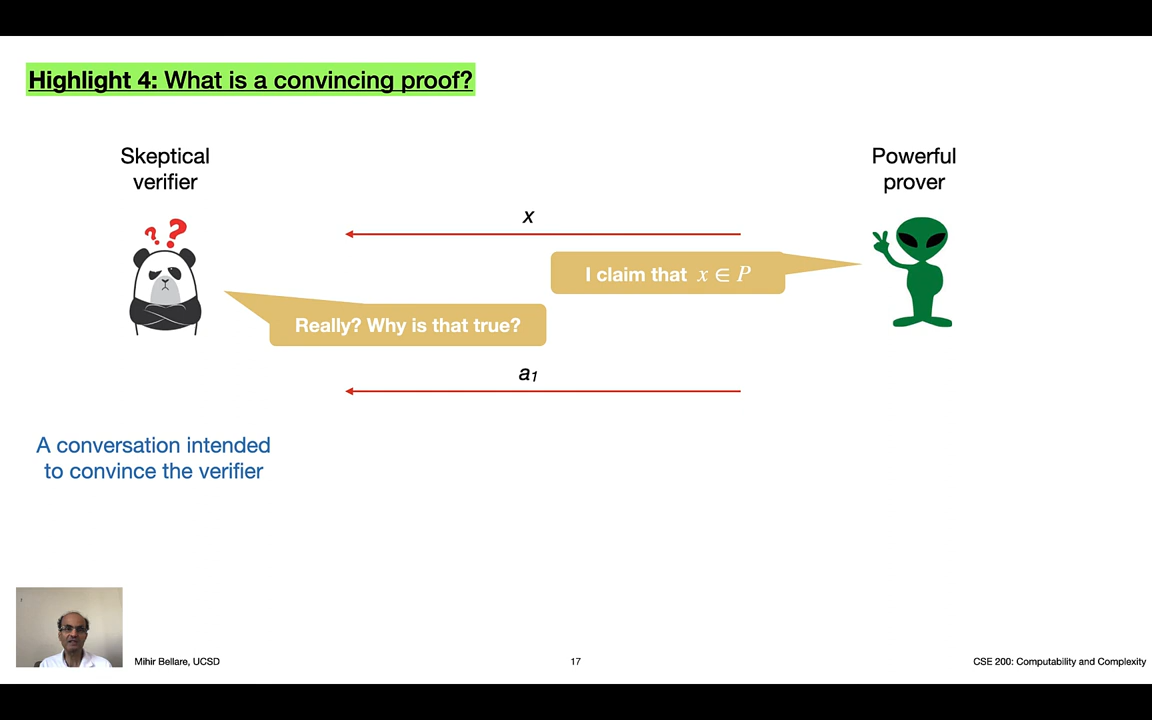 Highlight 4: What is a convincing proof?
Skeptical
verifier
Powerful
prover
x
? ?
I claim that x ∈ P
Really? Why is that true?
a₁
A conversation intended
to convince the verifier
Mihir Bellare, UCSD
17
CSE 200: Computability and Complexity